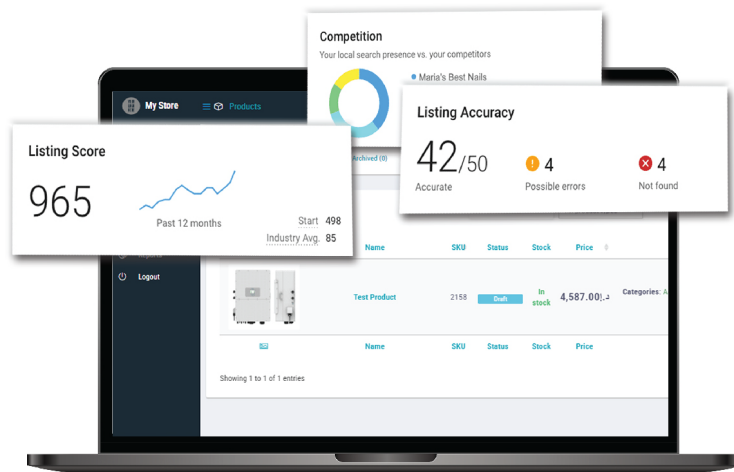 Competition
Your local search presence vs. your competitors
Maria's Best Nails
My Store
Products
Listing Accuracy
42/50
Accurate
4
Possible errors
4
Not found
Listing Score
965
Past 12 months
Start 498
Industry Avg. 85
Archived (0)
Logout
Name SKU Status Stock Price
Test Product 2158 Draft In stock 4,587.00 Categories:
Name SKU Status Stock Price
Showing 1 to 1 of 1 entries